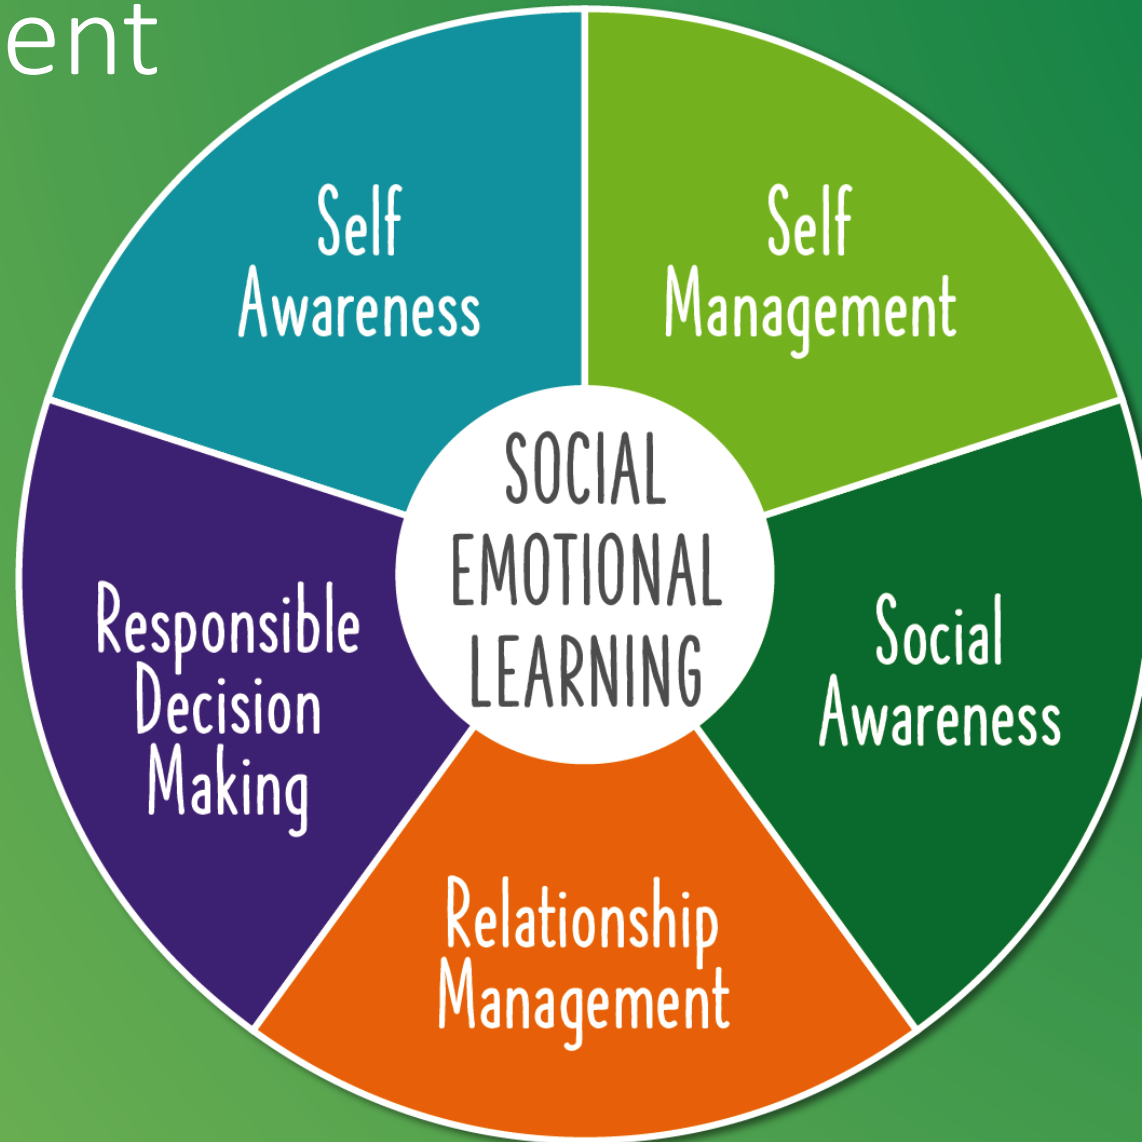 ent
Self
Awareness
Self
Management
SOCIAL
EMOTIONAL
LEARNING
Responsible
Decision
Making
Social
Awareness
Relationship
Management